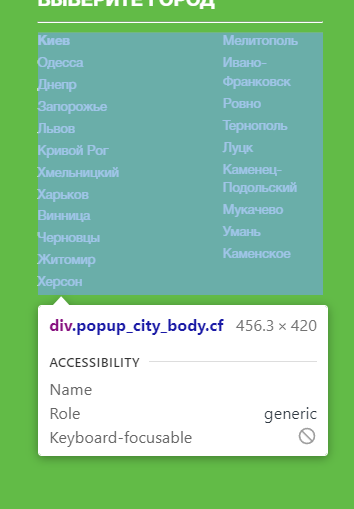 ВЫБЕРИТЕ ГОРОД
Киев
Одесса
Днепр
Запорожье
Львов
Кривой Рог
Хмельницкий
Харьков
Винница
Черновцы
Житомир
Херсон
Мелитополь
Ивано-
Франковск
Ровно
Тернополь
Луцк
Каменец-
Подольский
Мукачево
Умань
Каменское
div.popup_city_body.cf 456.3 × 420
ACCESSIBILITY
Name
Role generic
Keyboard-focusable